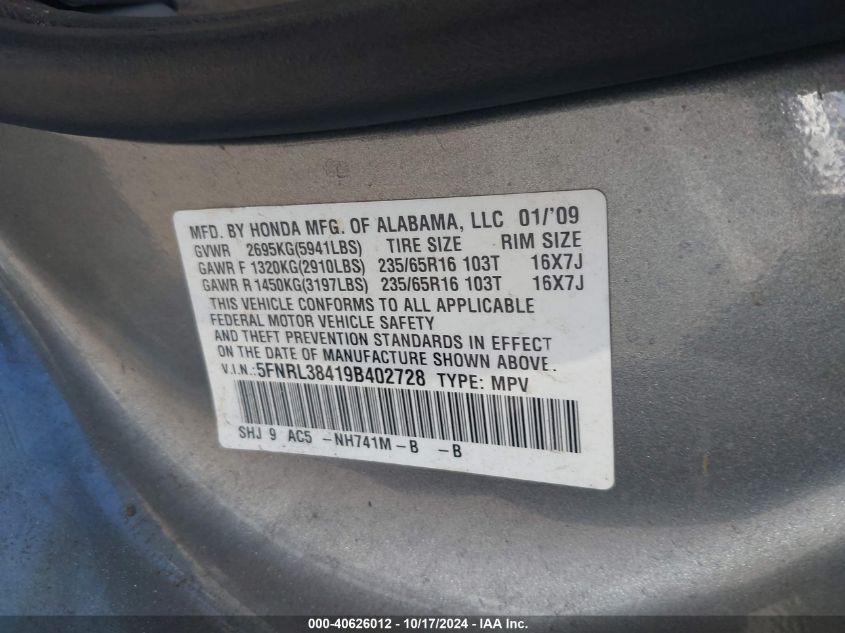 MFD. BY HONDA MFG. OF ALABAMA, LLC 01/'09
GVWR 2695KG(5941LBS) TIRE SIZE RIM SIZE
GAWR F 1320KG(2910LBS) 235/65R16 103T 16X7J
GAWR R 1450KG(3197LBS) 235/65R16 103T 16X7J
THIS VEHICLE CONFORMS TO ALL APPLICABLE
FEDERAL MOTOR VEHICLE SAFETY
AND THEFT PREVENTION STANDARDS IN EFFECT
ON THE DATE OF MANUFACTURE SHOWN ABOVE.
V.I.N.:5FNRL38419B402728 TYPE: MPV
SHJ 9 AC5 -NH741M-B -B
000-40626012 - 10/17/2024 - IAAI.com